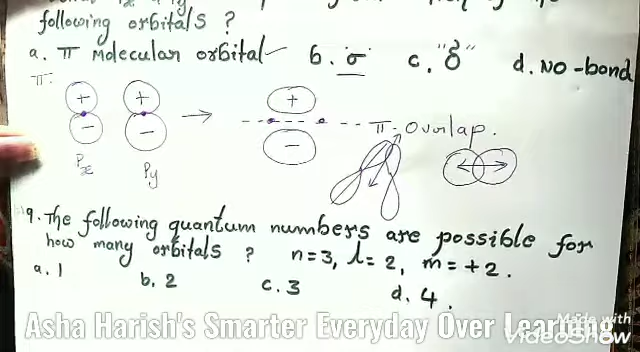 following orbitals ?
a. π Molecular orbital b. σ c. "δ" d. No-bond
π.
+ + → +
- - - π-Overlap.
Px Py
9. The following quantum numbers are possible for
how many orbitals ? n=3, l=2, m=+2.
a. 1 b. 2 c. 3 d. 4.
Asha Harish's Smarter Everyday Over Learning
Made with
VideoShow